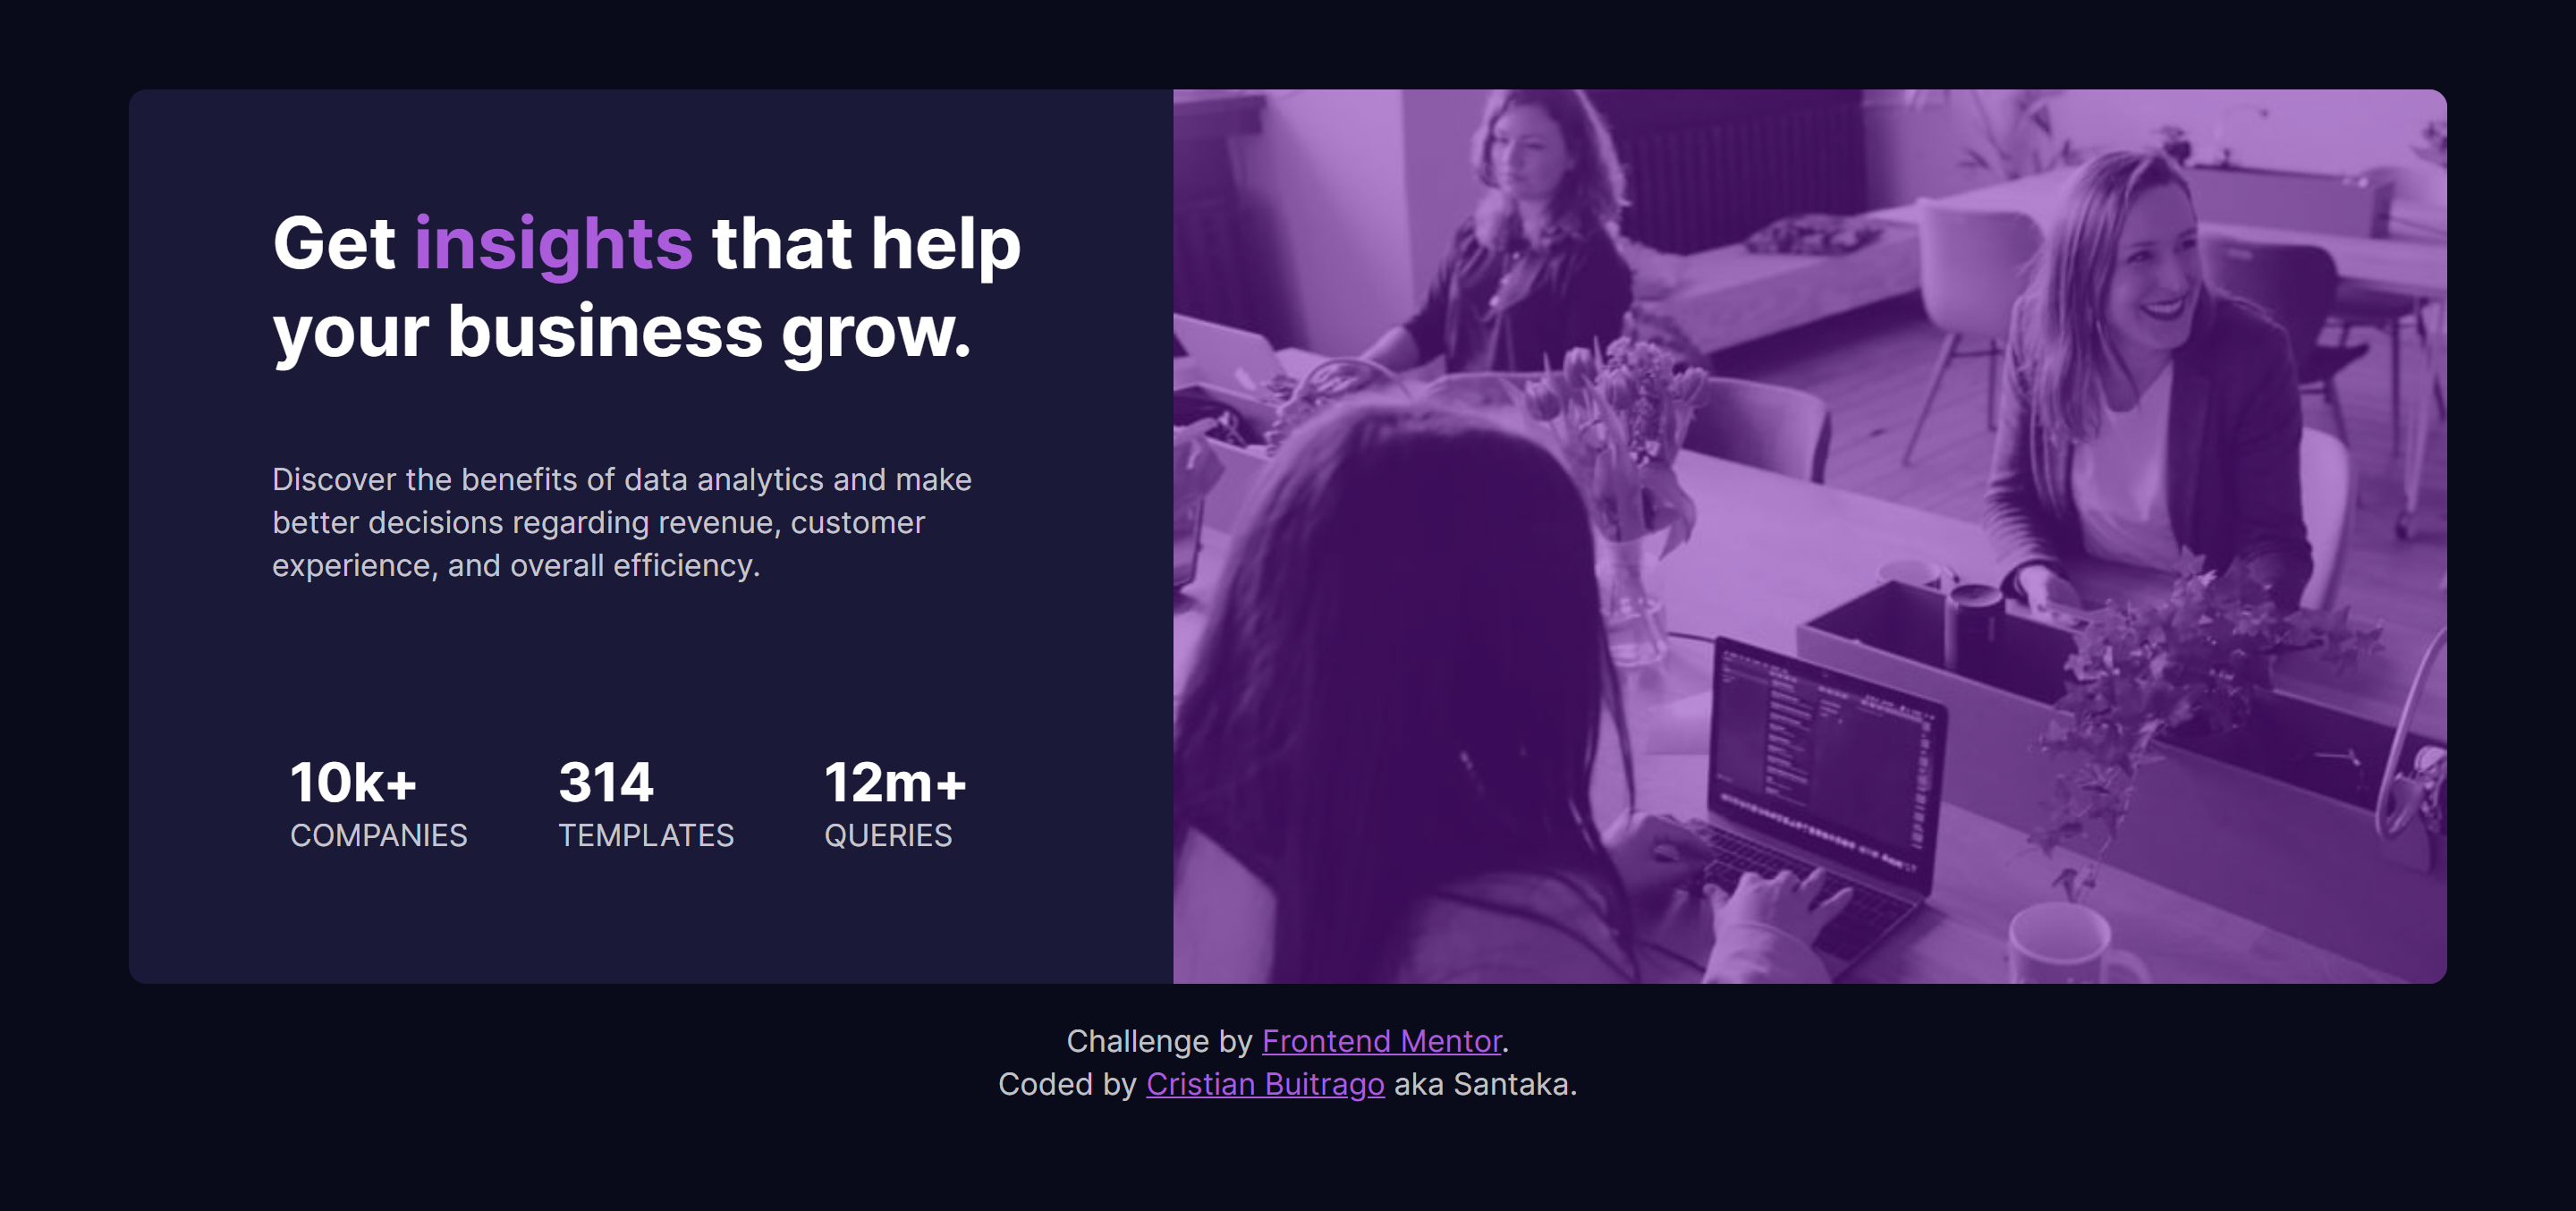 Get insights that help
your business grow.
Discover the benefits of data analytics and make
better decisions regarding revenue, customer
experience, and overall efficiency.
10k+
COMPANIES
314
TEMPLATES
12m+
QUERIES
Challenge by Frontend Mentor.
Coded by Cristian Buitrago aka Santaka.